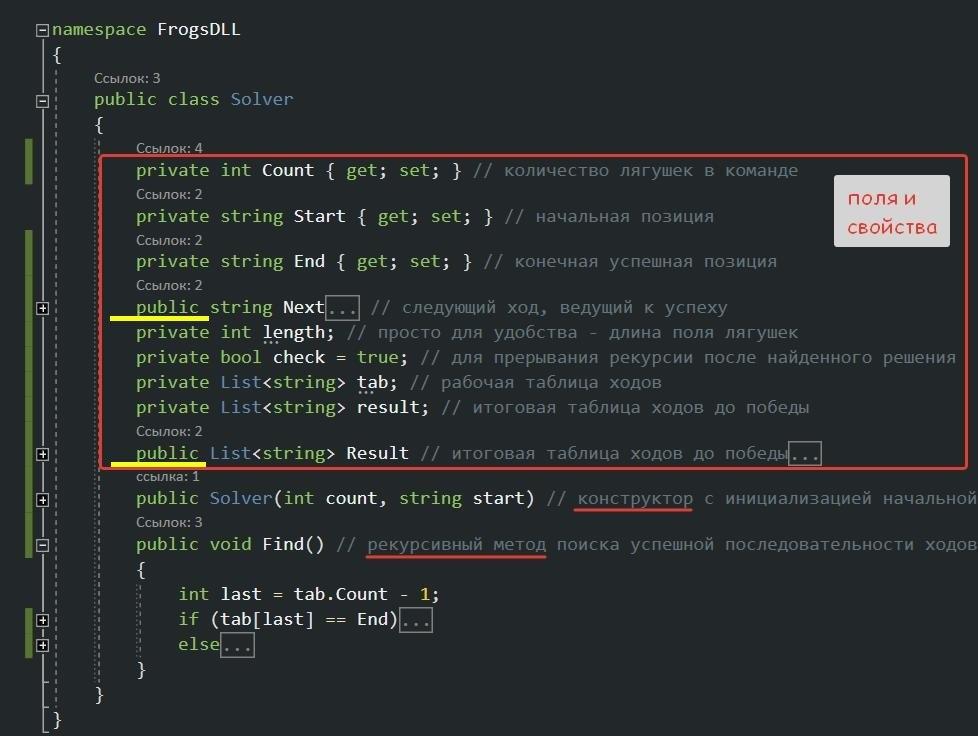 namespace FrogsDLL
{
Ссылок: 3
public class Solver
{
Ссылок: 4
private int Count { get; set; } // количество лягушек в команде
Ссылок: 2
private string Start { get; set; } // начальная позиция
поля и
свойства
Ссылок: 2
private string End { get; set; } // конечная успешная позиция
Ссылок: 2
public string Next... // следующий ход, ведущий к успеху
private int length; // просто для удобства - длина поля лягушек
private bool check = true; // для прерывания рекурсии после найденного решения
private List<string> tab; // рабочая таблица ходов
private List<string> result; // итоговая таблица ходов до победы
Ссылок: 2
public List<string> Result // итоговая таблица ходов до победы...
ссылка: 1
public Solver(int count, string start) // конструктор с инициализацией начальной
Ссылок: 3
public void Find() // рекурсивный метод поиска успешной последовательности ходов
{
int last = tab.Count - 1;
if (tab[last] == End)...
else...
}
}
}